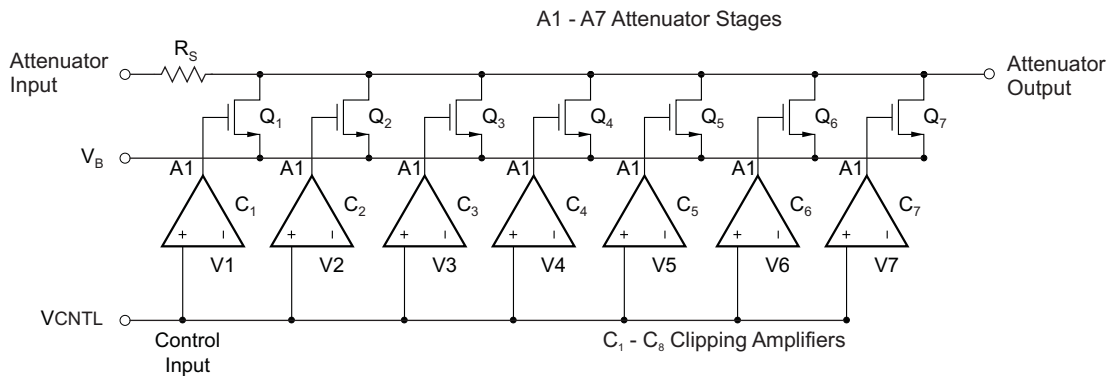 A1 - A7 Attenuator Stages
Attenuator
Input
RS
Attenuator
Output
Q1 Q2 Q3 Q4 Q5 Q6 Q7
VB
A1 A1 A1 A1 A1 A1 A1
C1 C2 C3 C4 C5 C6 C7
+ – + – + – + – + – + – + –
V1 V2 V3 V4 V5 V6 V7
VCNTL
Control
Input
C1 - C8 Clipping Amplifiers